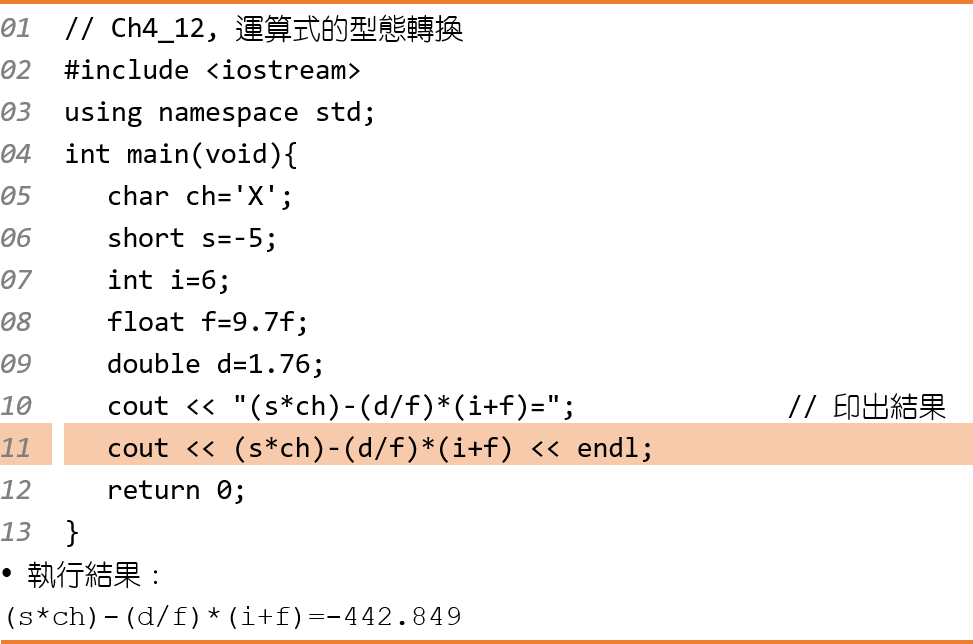 01 // Ch4_12, 運算式的型態轉換
02 #include <iostream>
03 using namespace std;
04 int main(void){
05 char ch='X';
06 short s=-5;
07 int i=6;
08 float f=9.7f;
09 double d=1.76;
10 cout << "(s*ch)-(d/f)*(i+f)="; // 印出結果
11 cout << (s*ch)-(d/f)*(i+f) << endl;
12 return 0;
13 }
• 執行結果：
(s*ch)-(d/f)*(i+f)=-442.849